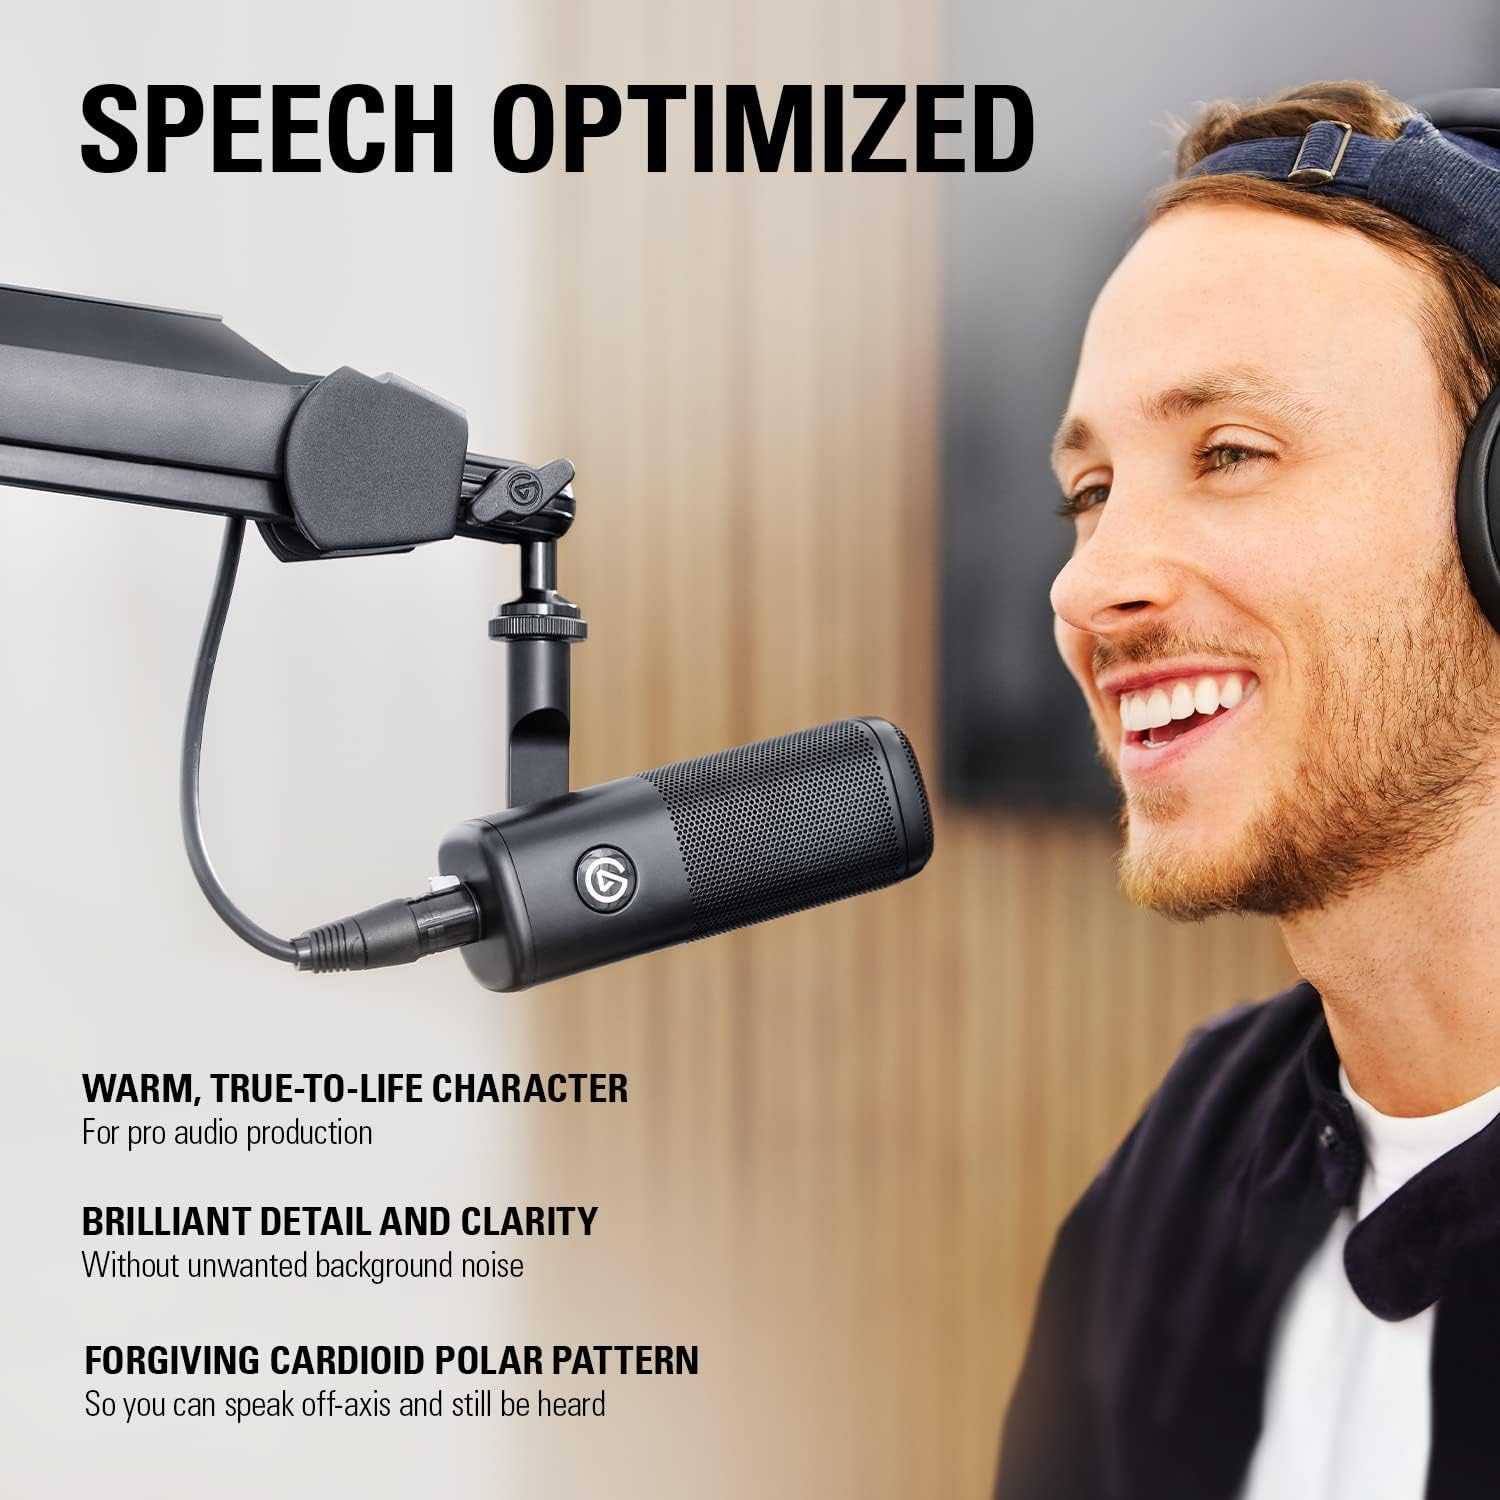 SPEECH OPTIMIZED
WARM, TRUE-TO-LIFE CHARACTER
For pro audio production
BRILLIANT DETAIL AND CLARITY
Without unwanted background noise
FORGIVING CARDIOID POLAR PATTERN
So you can speak off-axis and still be heard